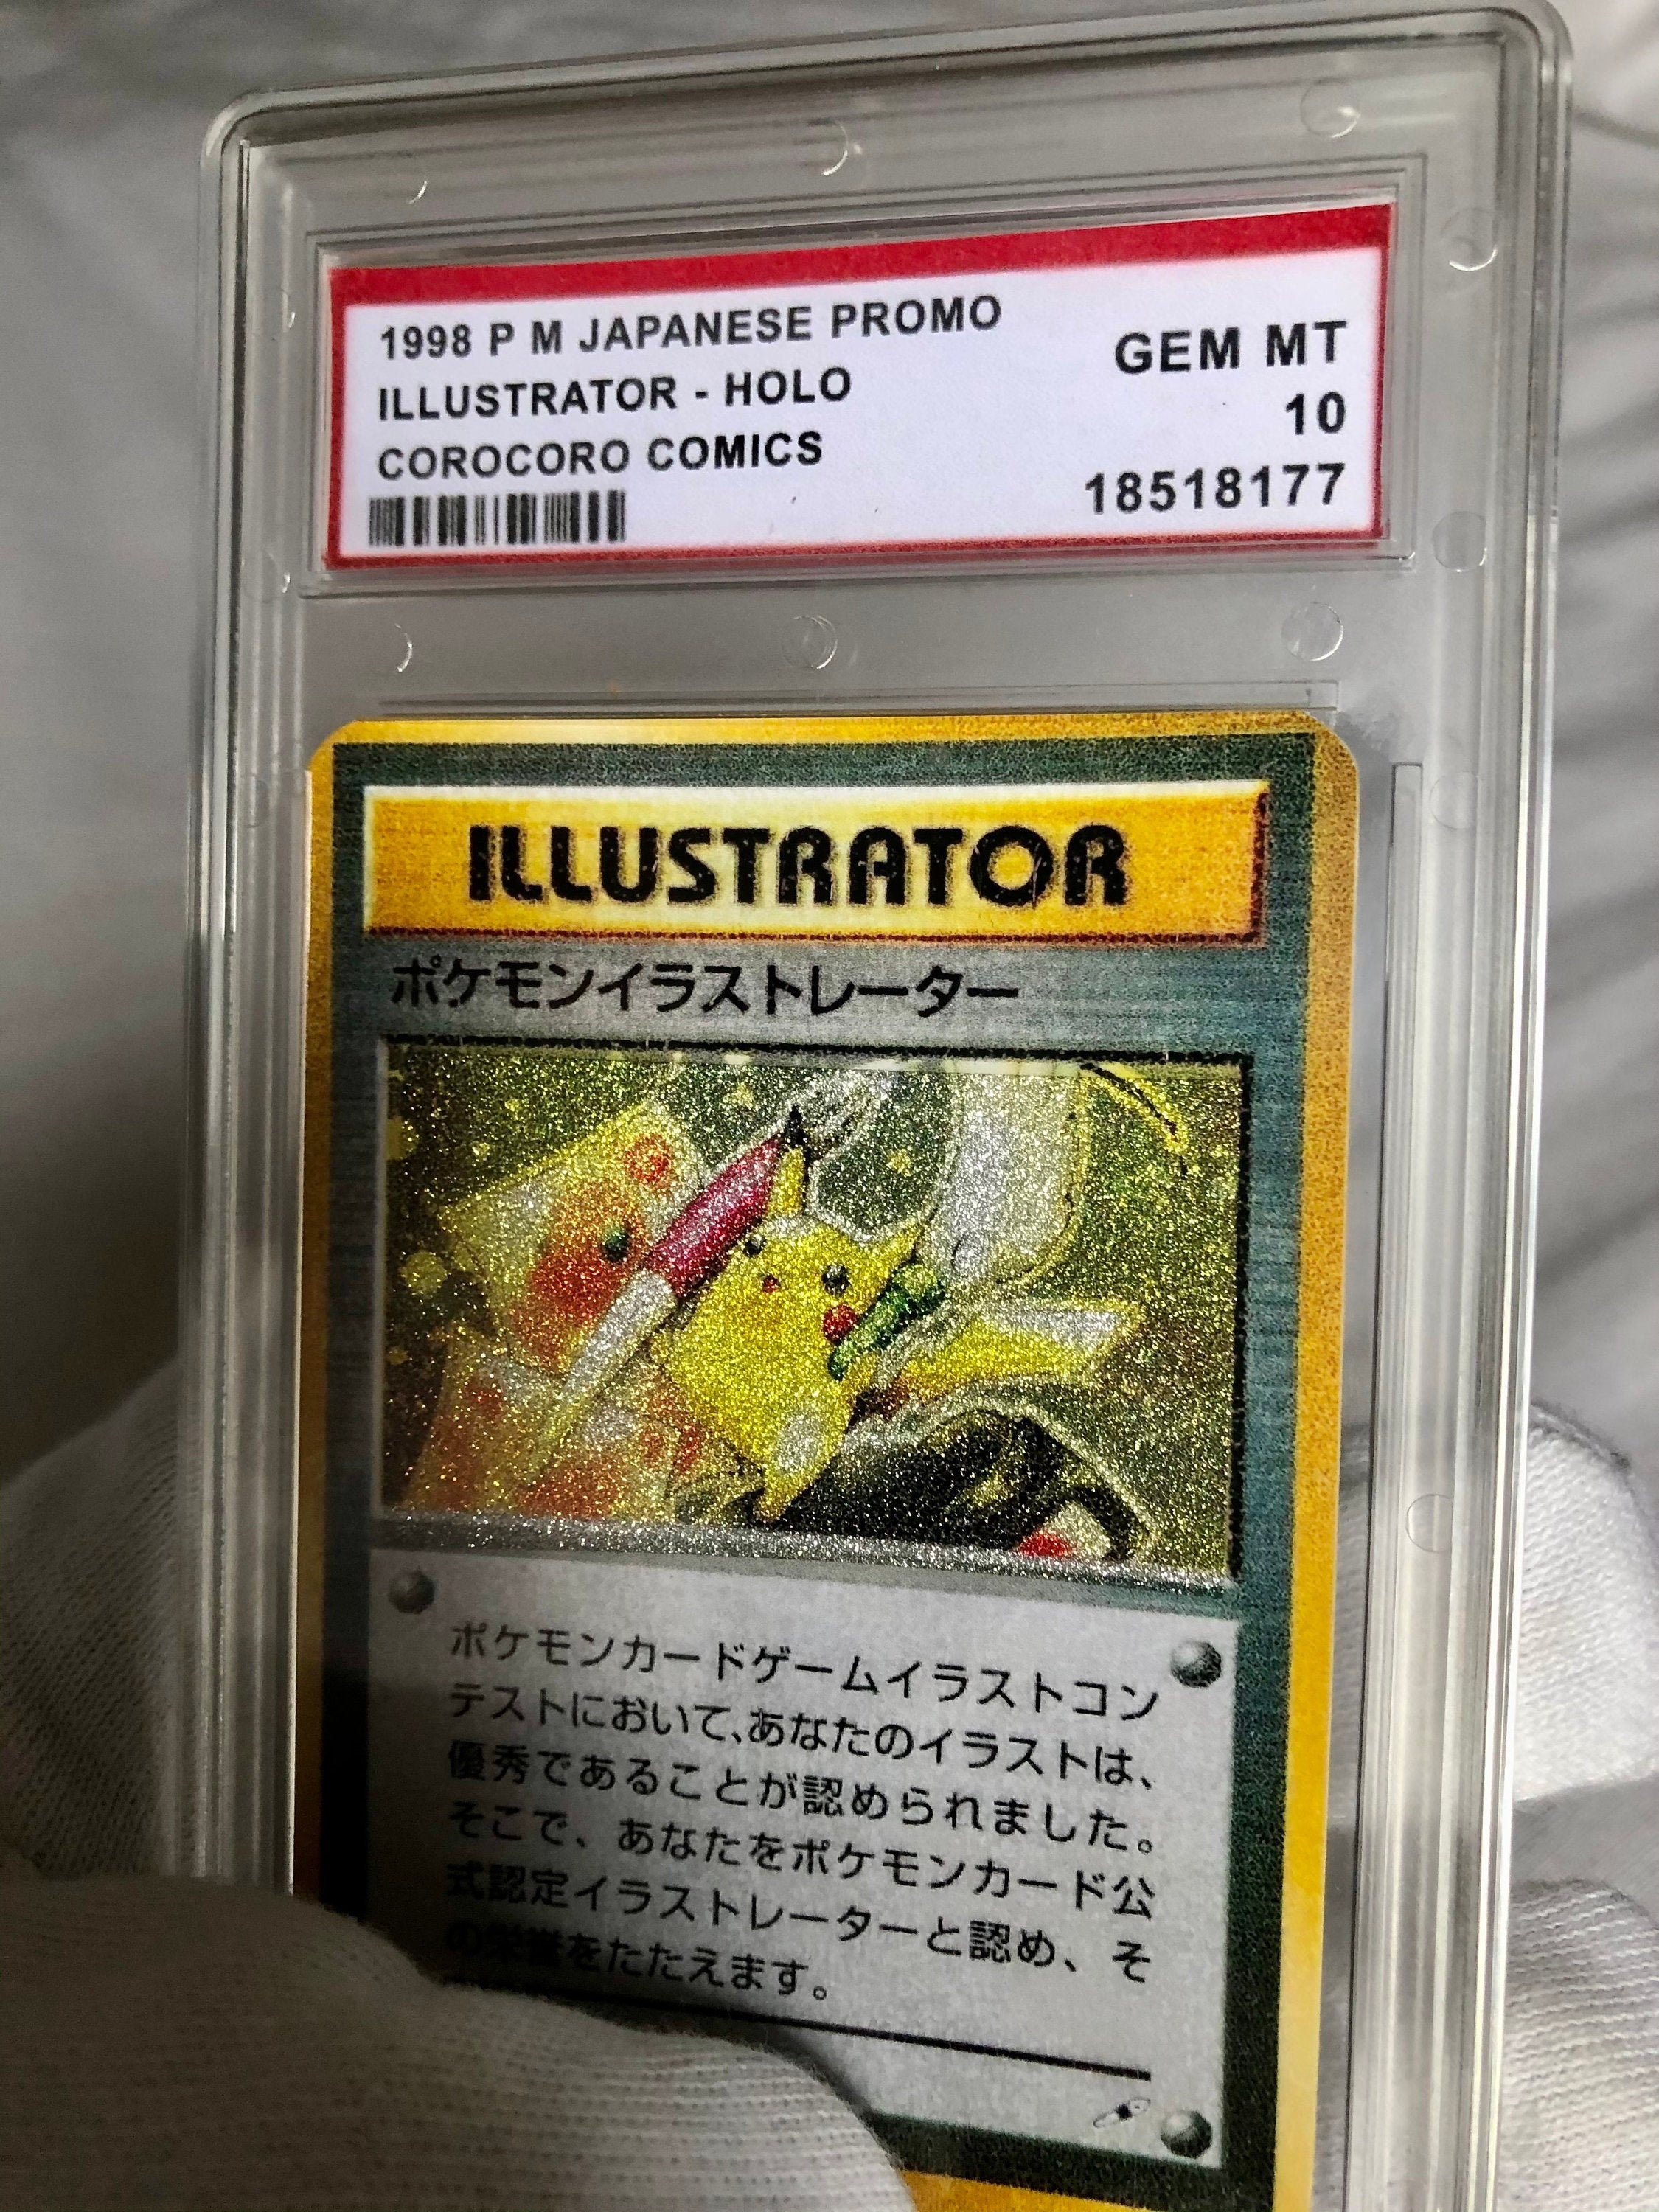 1998 P M JAPANESE PROMO
ILLUSTRATOR - HOLO
COROCORO COMICS
GEM MT
10
18518177
ILLUSTRATOR
ポケモンイラストレーター
ポケモンカードゲームイラストコン
テストにおいて、あなたのイラストは、
優秀であることが認められました。
そこで、あなたをポケモンカード公
式認定イラストレーターと認め、そ
の栄誉をたたえます。